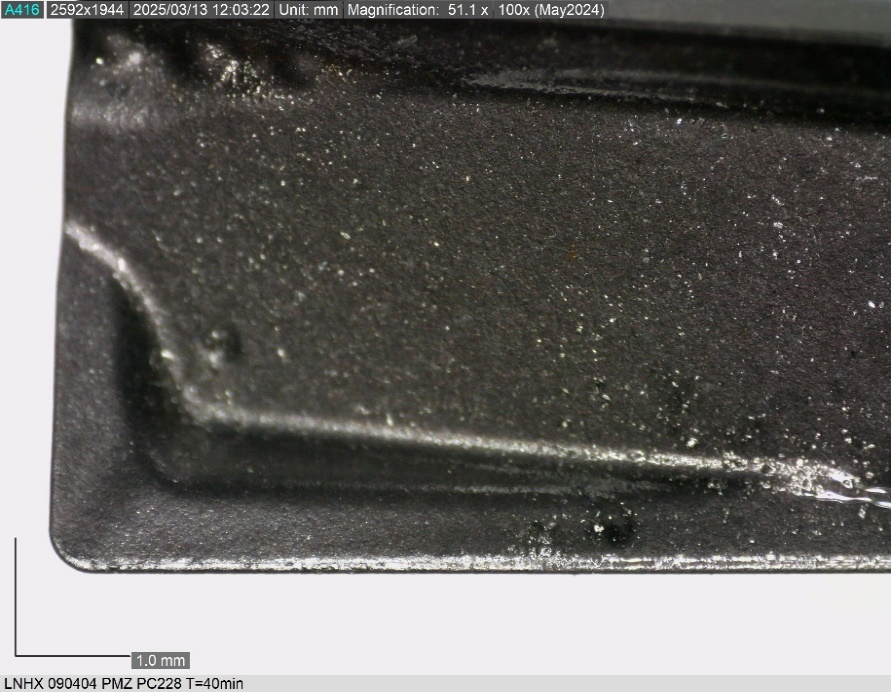 A416 2592x1944 2025/03/13 12:03:22 Unit: mm Magnification: 51.1 x 100x (May2024)
1.0 mm
LNHX 090404 PMZ PC228 T=40min